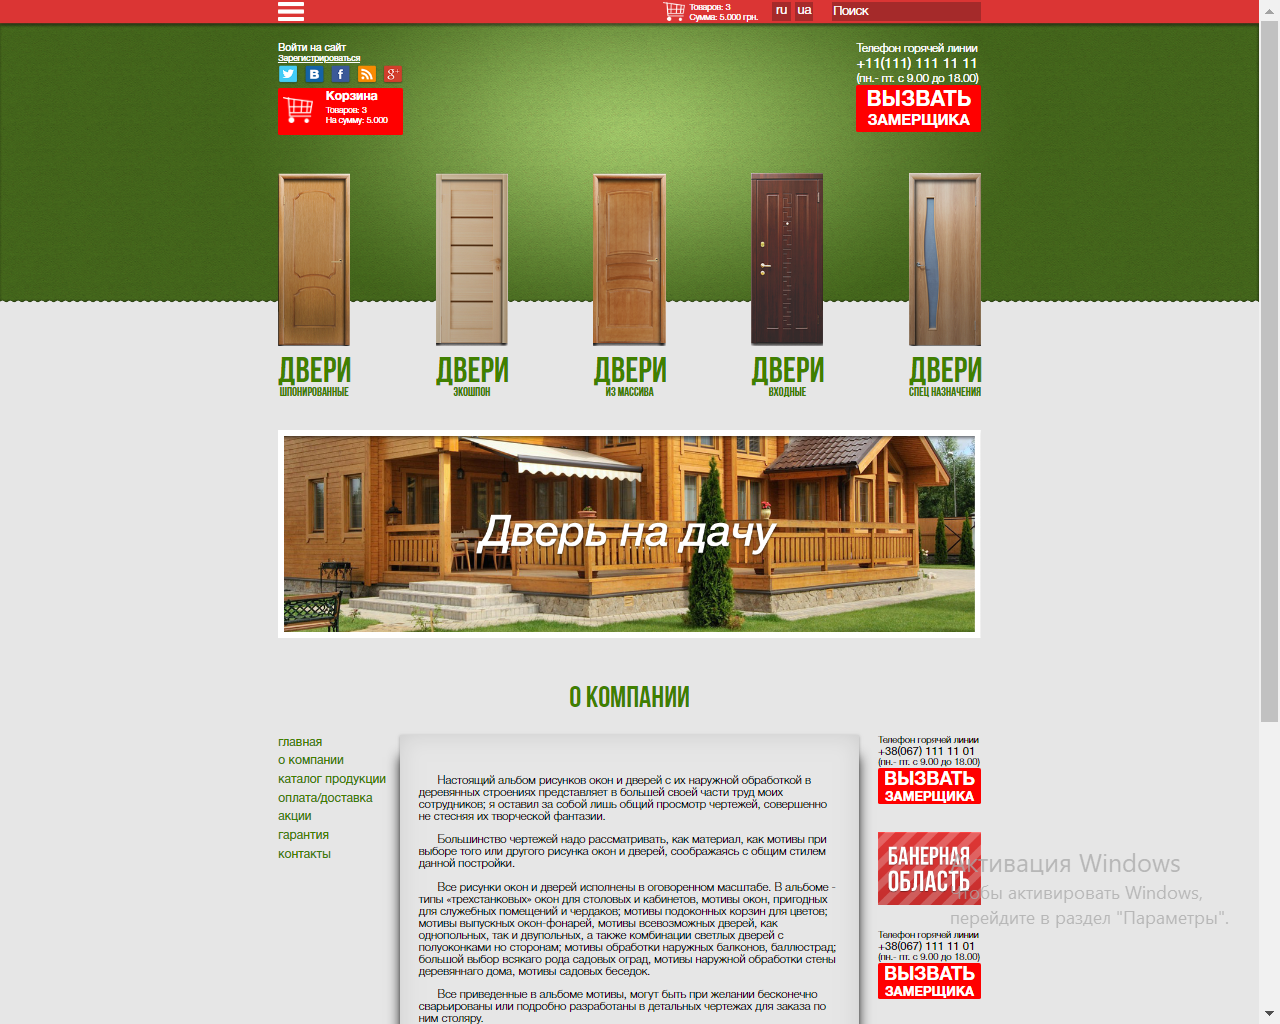 Товаров: 3
Сумма: 5.000 грн.
ru
ua
Поиск
Войти на сайт
Зарегистрироваться
Корзина
Товаров: 3
На сумму: 5.000
Телефон горячей линии
+11(111) 111 11 11
(пн.- пт. с 9.00 до 18.00)
ВЫЗВАТЬ
ЗАМЕРЩИКА
ДВЕРИ
ШПОНИРОВАННЫЕ
ДВЕРИ
ЭКОШПОН
ДВЕРИ
ИЗ МАССИВА
ДВЕРИ
ВХОДНЫЕ
ДВЕРИ
СПЕЦ НАЗНАЧЕНИЯ
Дверь на дачу
О КОМПАНИИ
главная
о компании
каталог продукции
оплата/доставка
акции
гарантия
контакты
Настоящий альбом рисунков окон и дверей с их наружной обработкой в
деревянных строениях представляет в большей своей части труд моих
сотрудников; я оставил за собой лишь общий просмотр чертежей, совершенно
не стесняя их творческой фантазии.
Большинство чертежей надо рассматривать, как материал, как мотивы при
выборе того или другого рисунка окон и дверей, соображаясь с общим стилем
данной постройки.
Все рисунки окон и дверей исполнены в оговоренном масштабе. В альбоме -
типы «трехстанковых» окон для столовых и кабинетов, мотивы окон, пригодных
для служебных помещений и чердаков; мотивы подоконных корзин для цветов;
мотивы выпускных окон-фонарей, мотивы всевозможных дверей, как
однопольных, так и двупольных, а также комбинации светлых дверей с
полуоконками но сторонам; мотивы обработки наружных балконов, баллюстрад;
большой выбор всякаго рода садовых оград, мотивы наружной обработки стены
деревяннаго дома, мотивы садовых беседок.
Все приведенные в альбоме мотивы, могут быть при желании бесконечно
сварьированы или подробно разработаны в детальных чертежах для заказа по
ним столяру.
Телефон горячей линии
+38(067) 111 11 01
(пн.- пт. с 9.00 до 18.00)
ВЫЗВАТЬ
ЗАМЕРЩИКА
БАНЕРНАЯ
ОБЛАСТЬ
Активация Windows
Чтобы активировать Windows,
перейдите в раздел "Параметры".
Телефон горячей линии
+38(067) 111 11 01
(пн.- пт. с 9.00 до 18.00)
ВЫЗВАТЬ
ЗАМЕРЩИКА